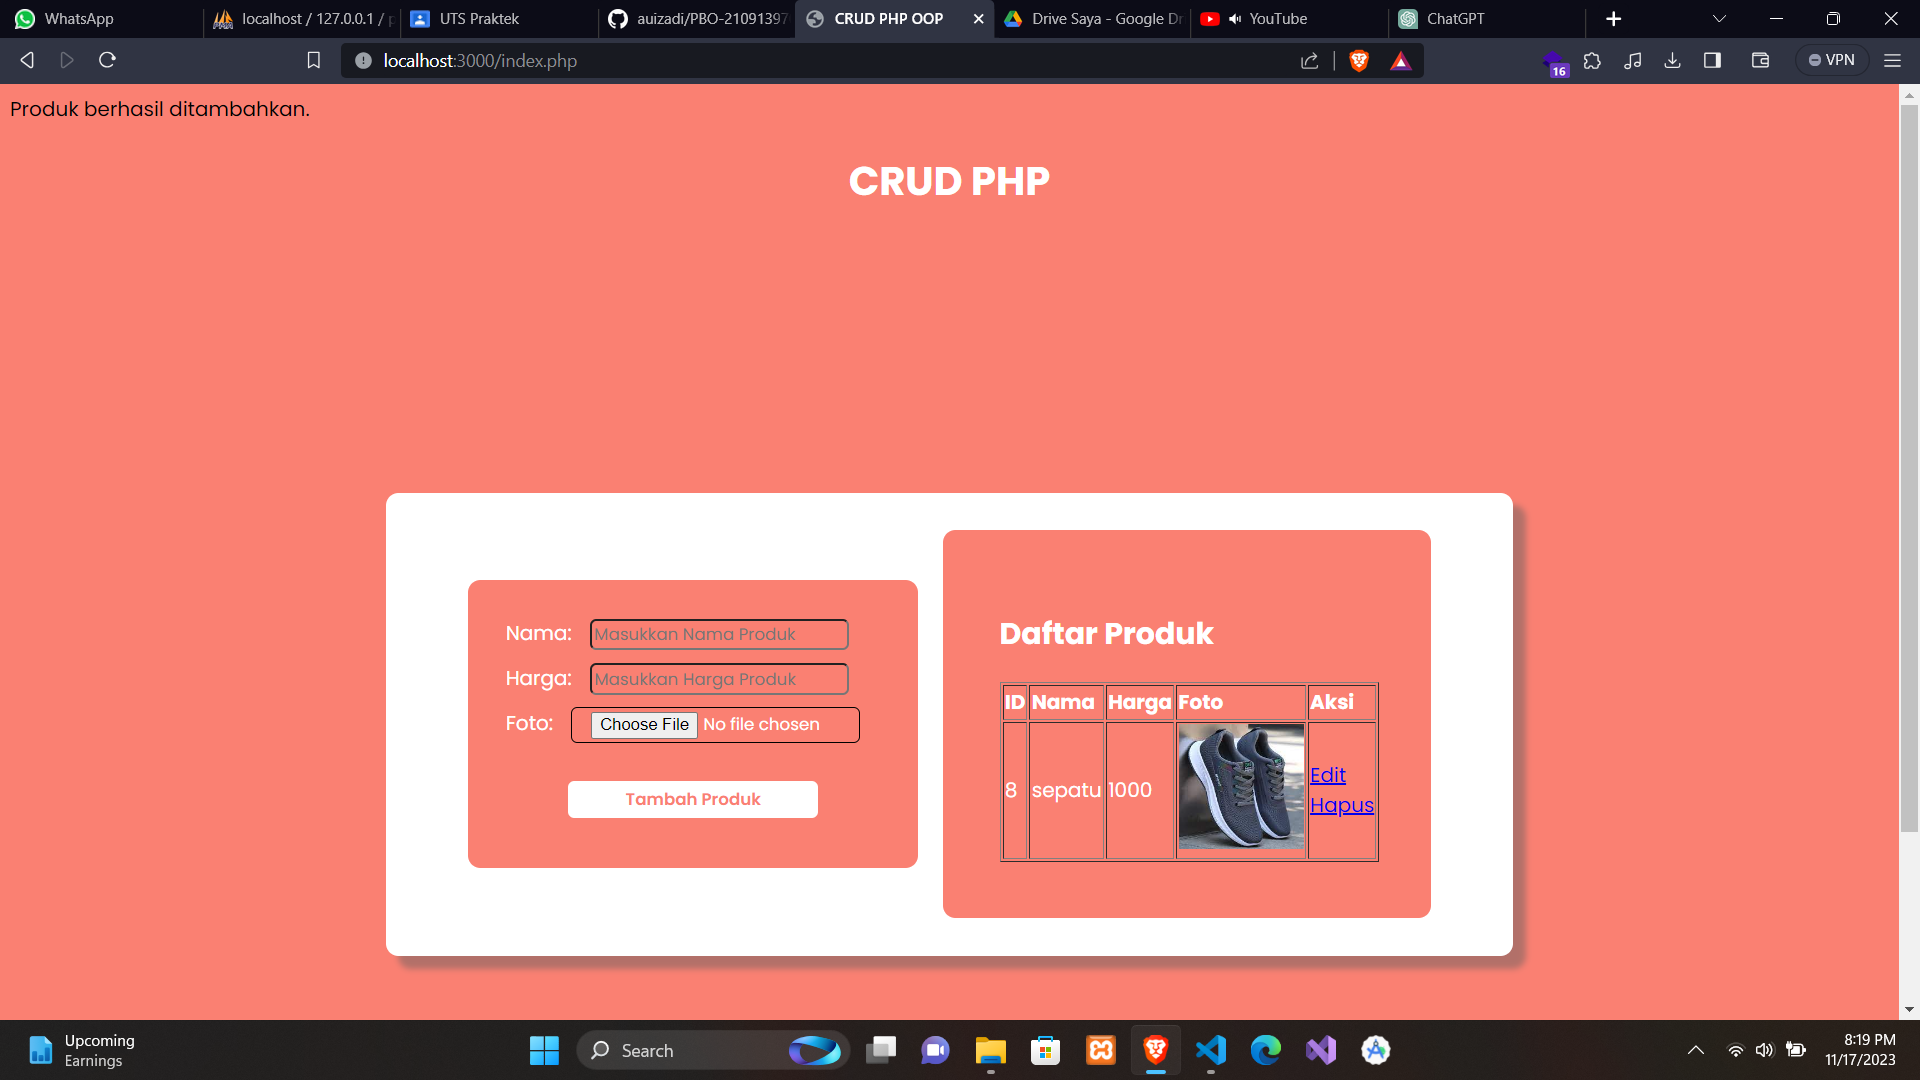 WhatsApp
localhost / 127.0.0.1 / p
UTS Praktek
auizadi/PBO-21091397
CRUD PHP OOP
Drive Saya - Google Dr
YouTube
ChatGPT
localhost:3000/index.php
16
VPN
Produk berhasil ditambahkan.
CRUD PHP
Nama: Masukkan Nama Produk
Harga: Masukkan Harga Produk
Foto: Choose File No file chosen
Tambah Produk
Daftar Produk
ID Nama Harga Foto Aksi
8 sepatu 1000 Edit
Hapus
Upcoming
Earnings
Search
8:19 PM
11/17/2023